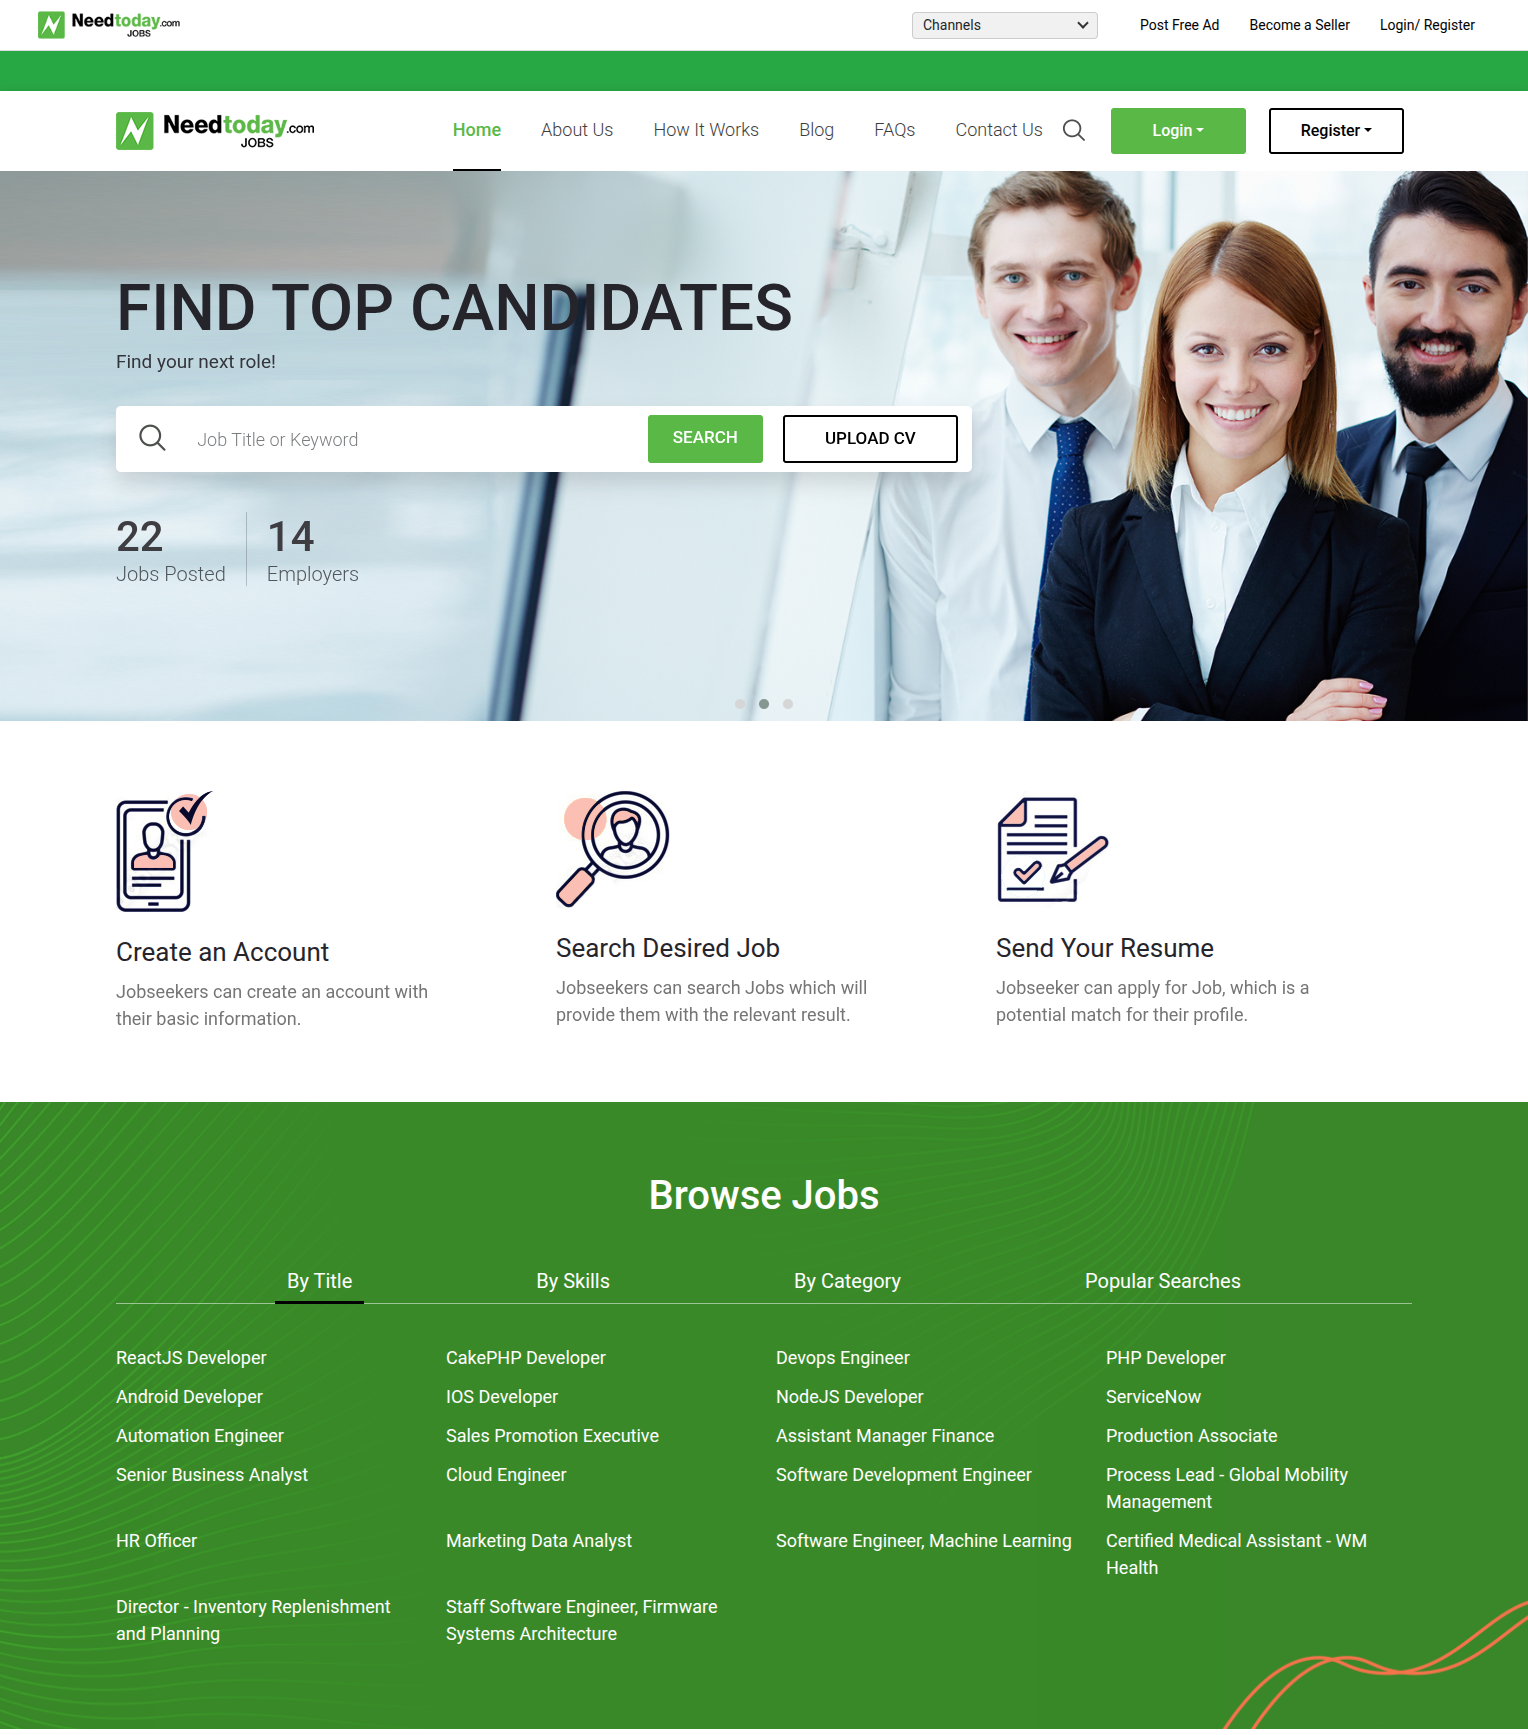 Needtoday.com
JOBS
Channels
Post Free Ad
Become a Seller
Login/ Register
Needtoday.com
JOBS
Home
About Us
How It Works
Blog
FAQs
Contact Us
Login
Register
FIND TOP CANDIDATES
Find your next role!
Job Title or Keyword
SEARCH
UPLOAD CV
22
Jobs Posted
14
Employers
Create an Account
Jobseekers can create an account with
their basic information.
Search Desired Job
Jobseekers can search Jobs which will
provide them with the relevant result.
Send Your Resume
Jobseeker can apply for Job, which is a
potential match for their profile.
Browse Jobs
By Title
By Skills
By Category
Popular Searches
ReactJS Developer
CakePHP Developer
Devops Engineer
PHP Developer
Android Developer
IOS Developer
NodeJS Developer
ServiceNow
Automation Engineer
Sales Promotion Executive
Assistant Manager Finance
Production Associate
Senior Business Analyst
Cloud Engineer
Software Development Engineer
Process Lead - Global Mobility
Management
HR Officer
Marketing Data Analyst
Software Engineer, Machine Learning
Certified Medical Assistant - WM
Health
Director - Inventory Replenishment
and Planning
Staff Software Engineer, Firmware
Systems Architecture